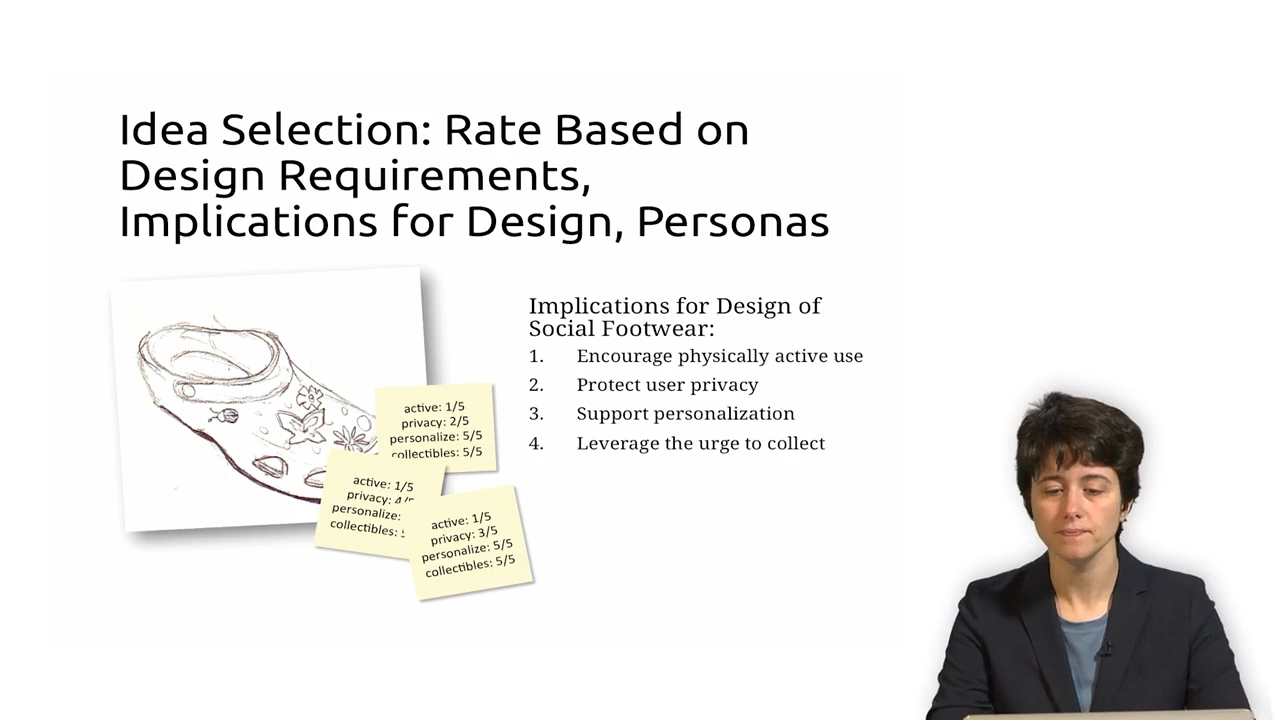 Idea Selection: Rate Based on
Design Requirements,
Implications for Design, Personas
Implications for Design of
Social Footwear:
1. Encourage physically active use
2. Protect user privacy
3. Support personalization
4. Leverage the urge to collect
active: 1/5
privacy: 2/5
personalize: 5/5
collectibles: 5/5
active: 1/5
privacy:
personalize:
collectibles:
active: 1/5
privacy: 3/5
personalize: 5/5
collectibles: 5/5